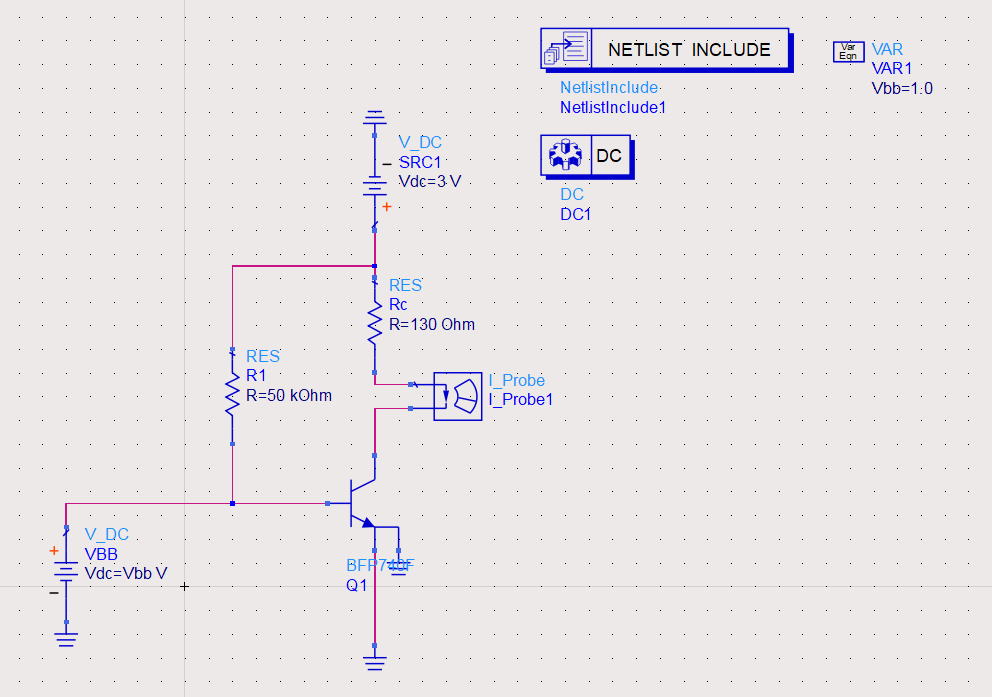 NETLIST INCLUDE
NetlistInclude
NetlistInclude1
Var
Eqn
VAR
VAR1
Vbb=1.0
DC
DC
DC1
V_DC
SRC1
Vdc=3 V
RES
Rc
R=130 Ohm
RES
R1
R=50 kOhm
I_Probe
I_Probe1
V_DC
VBB
Vdc=Vbb V
BFP740F
Q1